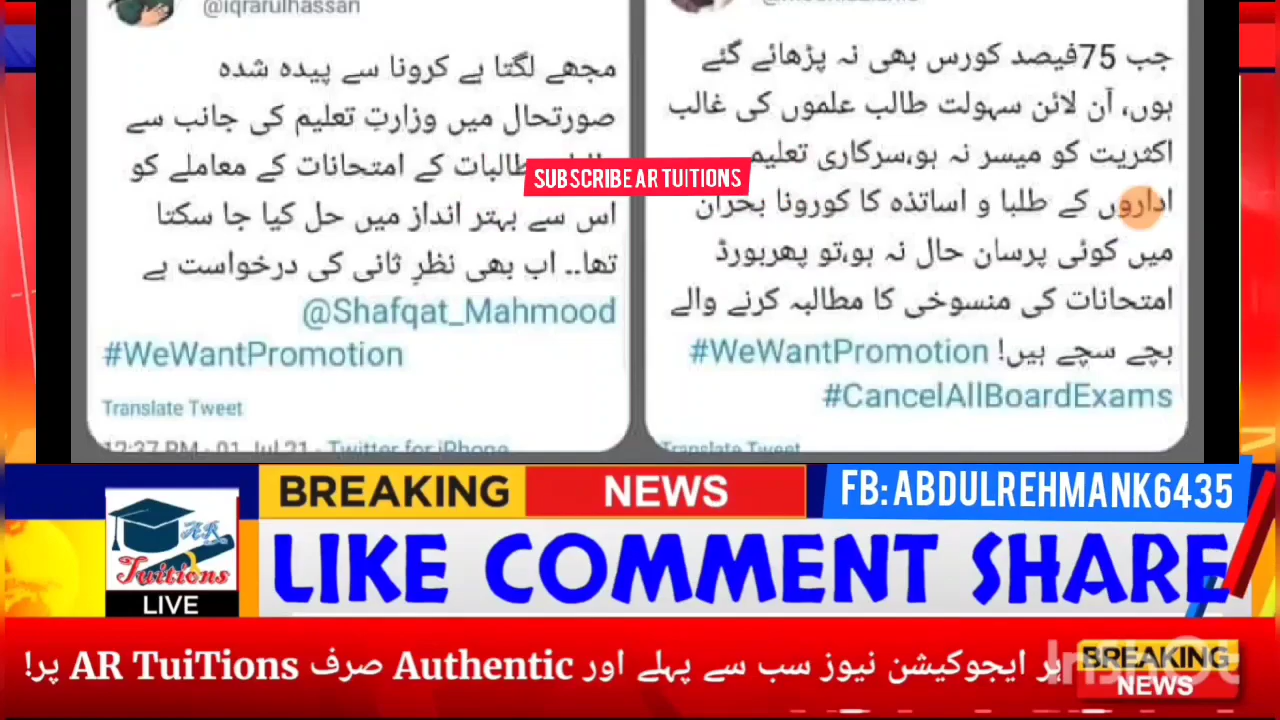 @iqrarulhassan
مجھے لگتا ہے کرونا سے پیدہ شدہ
صورتحال میں وزارتِ تعلیم کی جانب سے
طالبات کے امتحانات کے معاملے کو
اس سے بہتر انداز میں حل کیا جا سکتا
تھا.. اب بھی نظرِ ثانی کی درخواست ہے
@Shafqat_Mahmood
#WeWantPromotion
Translate Tweet
12:37 PM · 01 Jul 21 · Twitter for iPhone
جب 75فیصد کورس بھی نہ پڑھائے گئے
ہوں، آن لائن سہولت طالب علموں کی غالب
اکثریت کو میسر نہ ہو،سرکاری تعلیمی
اداروں کے طلبا و اساتذہ کا کورونا بحران
میں کوئی پرسان حال نہ ہو،تو پھربورڈ
امتحانات کی منسوخی کا مطالبہ کرنے والے
بچے سچے ہیں! #WeWantPromotion
#CancelAllBoardExams
Translate Tweet
SUBSCRIBE AR TUITIONS
BREAKING NEWS
FB: ABDULREHMANK6435
AR
Tuitions
LIVE
LIKE COMMENT SHARE
ہر ایجوکیشن نیوز سب سے پہلے اور Authentic صرف AR TuiTions پر!
BREAKING
NEWS